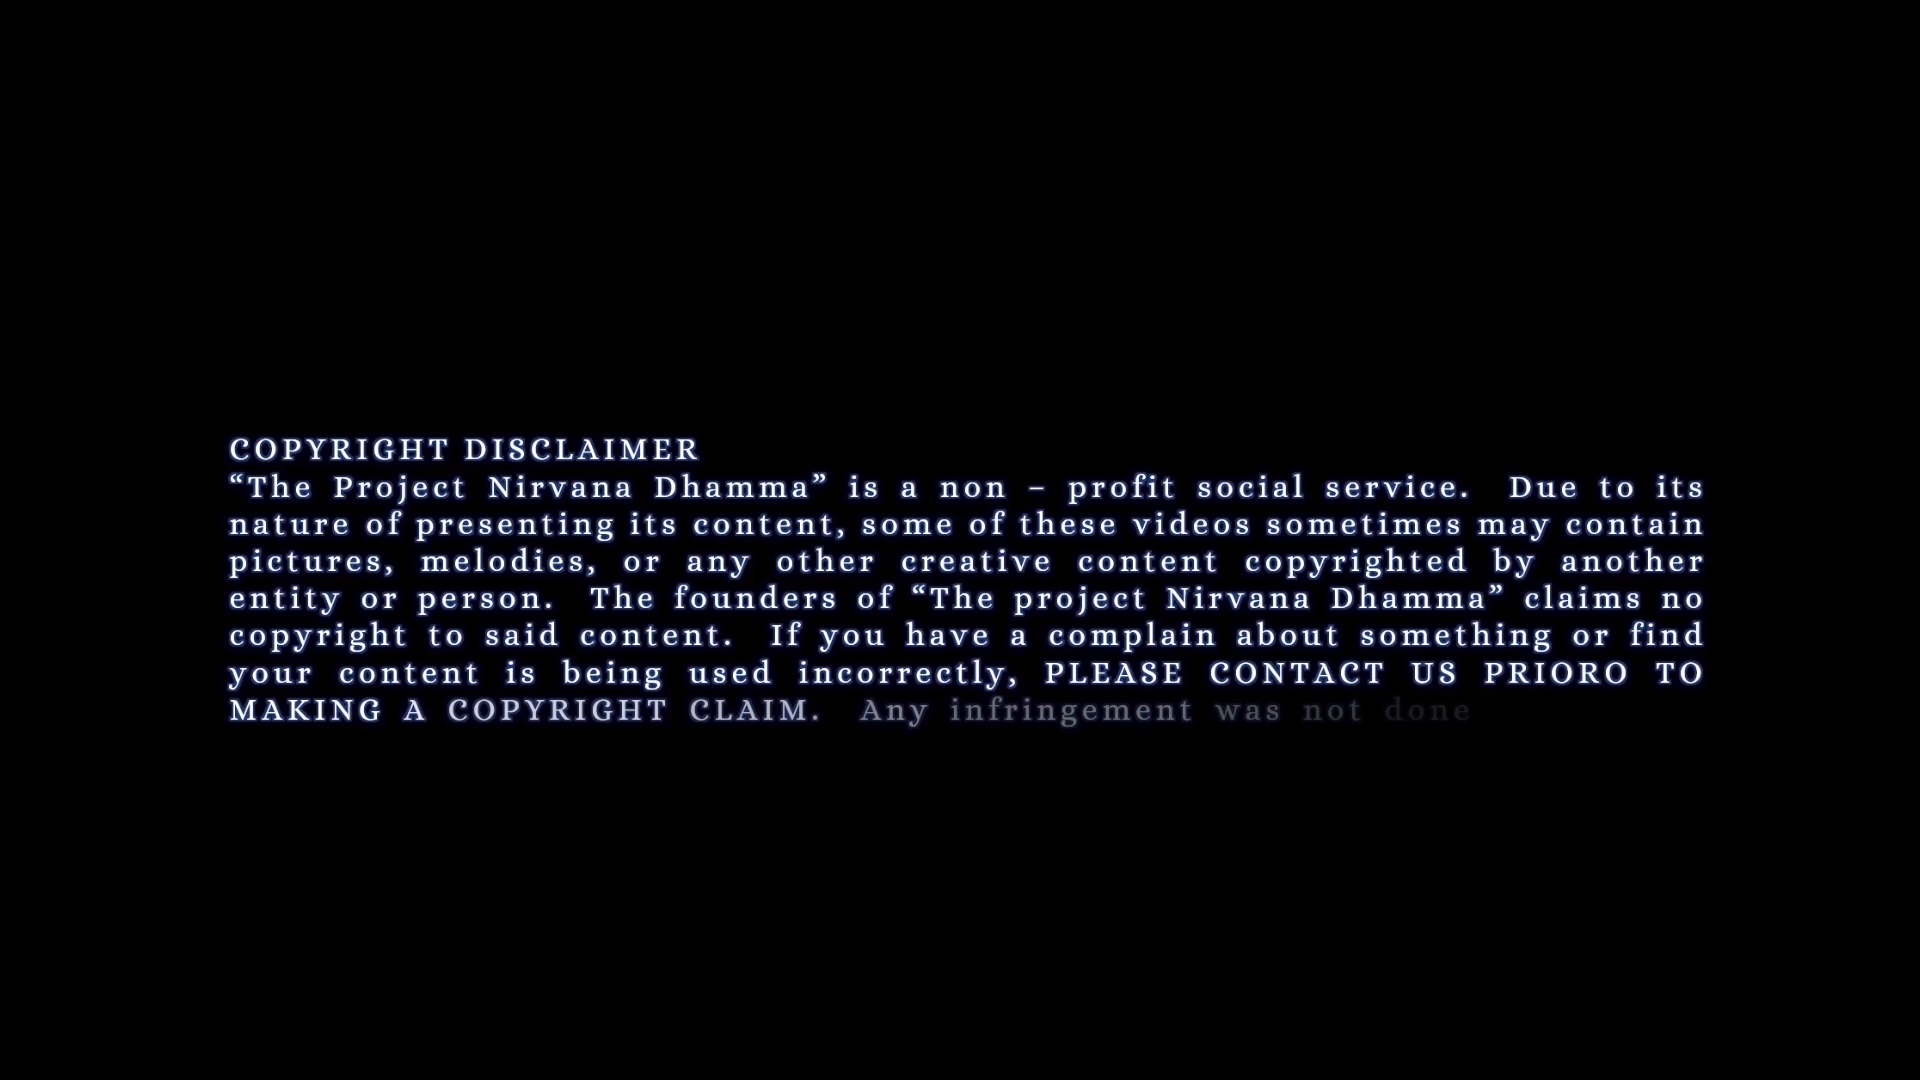 COPYRIGHT DISCLAIMER
“The Project Nirvana Dhamma” is a non – profit social service. Due to its
nature of presenting its content, some of these videos sometimes may contain
pictures, melodies, or any other creative content copyrighted by another
entity or person. The founders of “The project Nirvana Dhamma” claims no
copyright to said content. If you have a complain about something or find
your content is being used incorrectly, PLEASE CONTACT US PRIORO TO
MAKING A COPYRIGHT CLAIM. Any infringement was not done